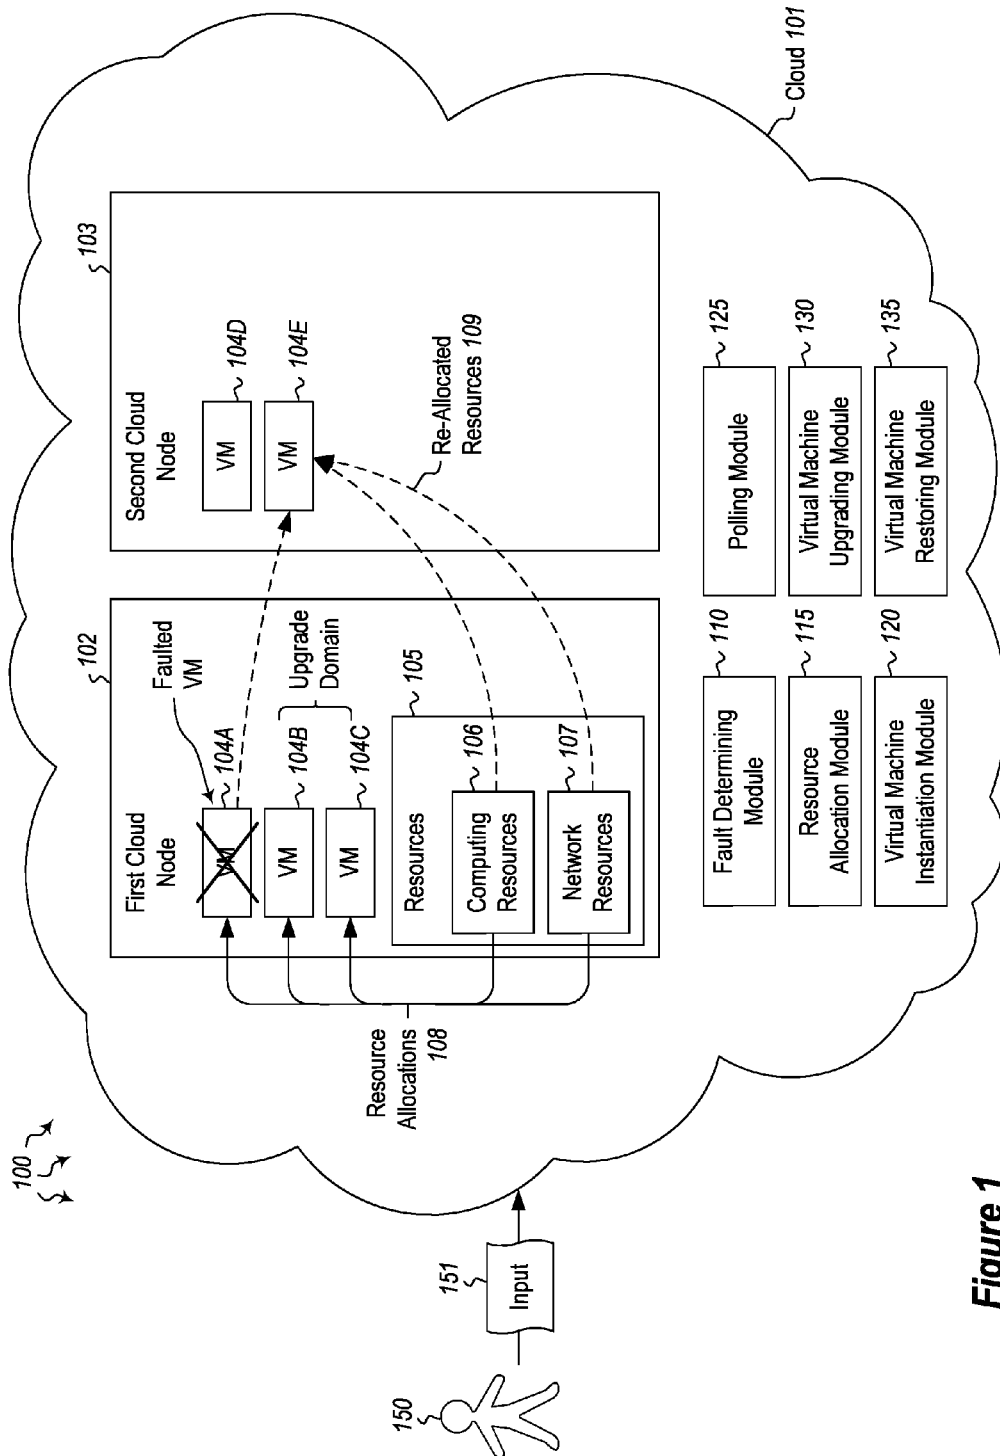 100
Cloud 101
102
103
First Cloud
Node
Faulted
VM
VM
104A
VM
104B
VM
104C
Upgrade
Domain
105
Resources
Computing
Resources
106
Network
Resources
107
Resource
Allocations
108
Second Cloud
Node
VM
104D
VM
104E
Re-Allocated
Resources 109
150
151
Input
Fault Determining
Module
110
Resource
Allocation Module
115
Virtual Machine
Instantiation Module
120
Polling Module
125
Virtual Machine
Upgrading Module
130
Virtual Machine
Restoring Module
135
Figure 1